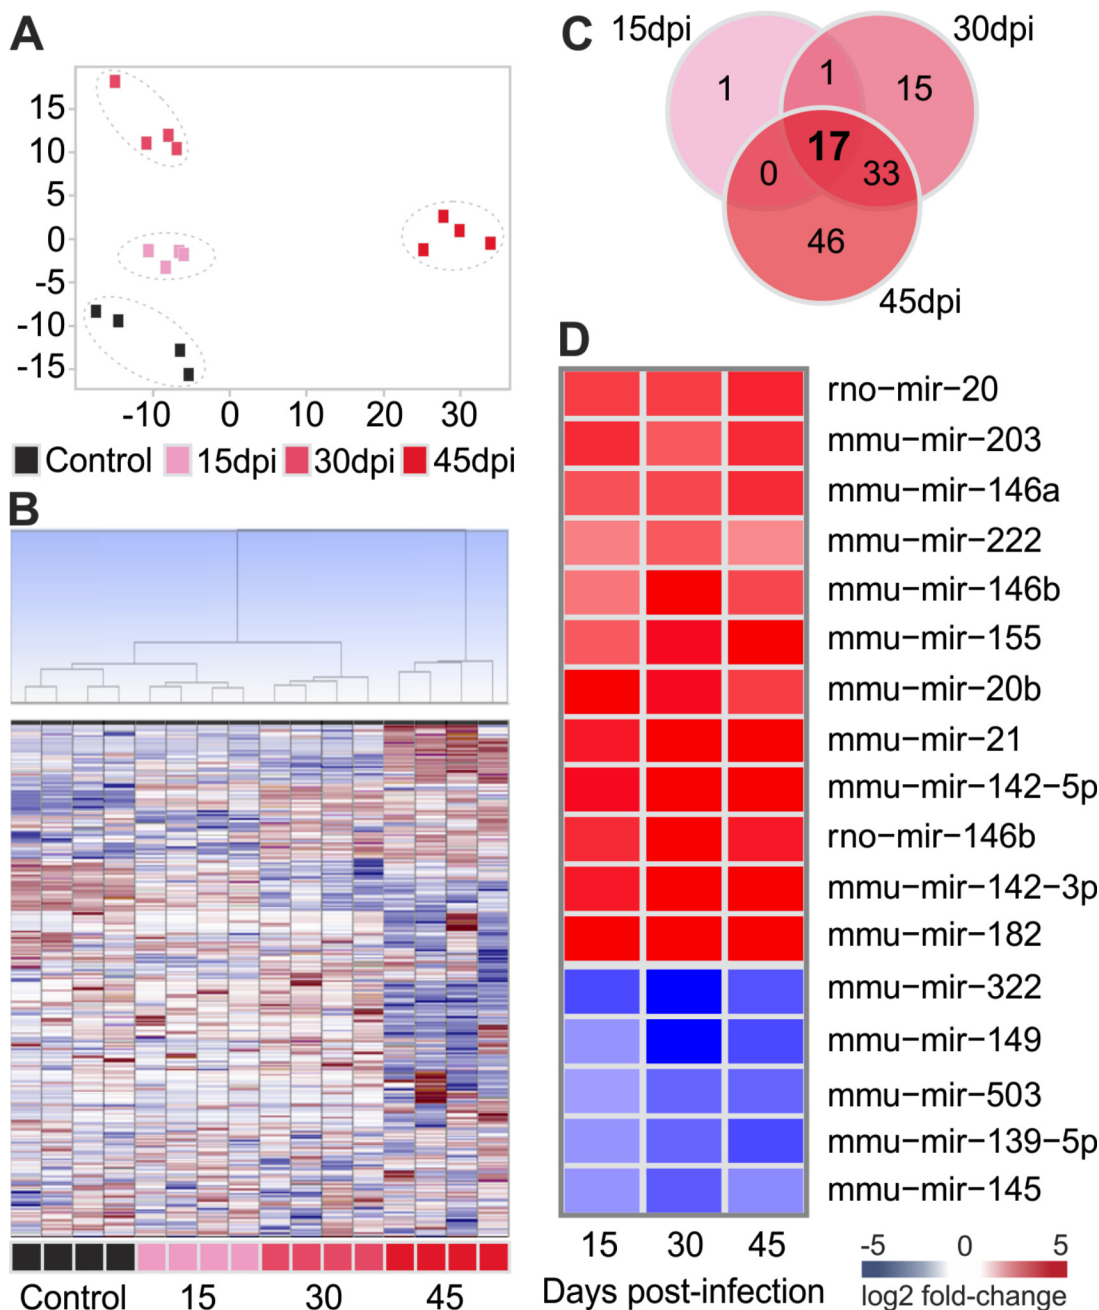 A
15
10
5
0
-5
-10
-15
-10 0 10 20 30
Control 15dpi 30dpi 45dpi
B
Control 15 30 45
C
15dpi 30dpi
1 1 15
17
0 33
46
45dpi
D
rno−mir−20
mmu−mir−203
mmu−mir−146a
mmu−mir−222
mmu−mir−146b
mmu−mir−155
mmu−mir−20b
mmu−mir−21
mmu−mir−142−5p
rno−mir−146b
mmu−mir−142−3p
mmu−mir−182
mmu−mir−322
mmu−mir−149
mmu−mir−503
mmu−mir−139−5p
mmu−mir−145
15 30 45
Days post-infection
-5 0 5
log2 fold-change